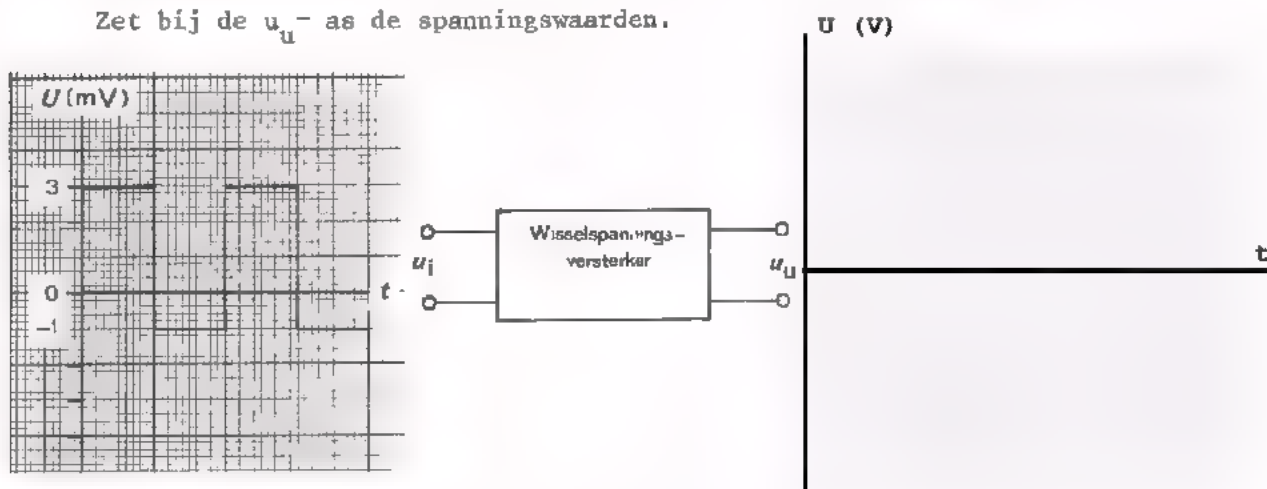 Zet bij de u_u - as de spanningswaarden.
U (V)
U (mV)
3
0
-1
t
u_i
Wisselspannings-
versterker
u_u
t